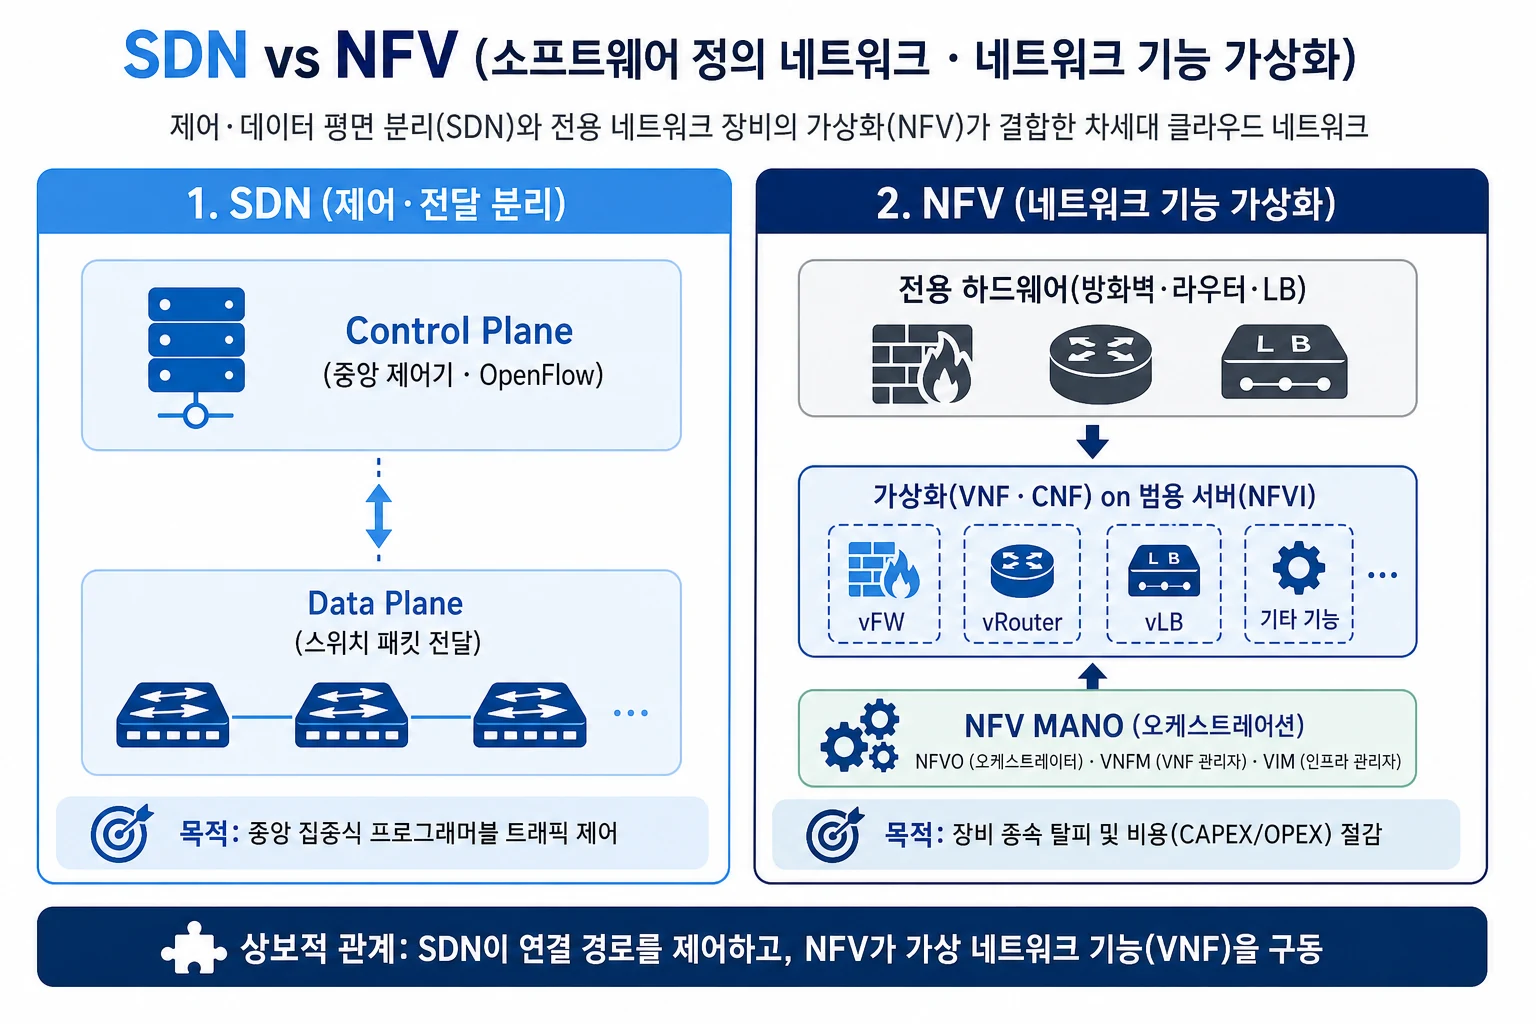 SDN vs NFV (소프트웨어 정의 네트워크 · 네트워크 기능 가상화)
제어·데이터 평면 분리(SDN)와 전용 네트워크 장비의 가상화(NFV)가 결합한 차세대 클라우드 네트워크
1. SDN (제어·전달 분리)
Control Plane
(중앙 제어기 · OpenFlow)
Data Plane
(스위치 패킷 전달)
...
목적: 중앙 집중식 프로그래머블 트래픽 제어
2. NFV (네트워크 기능 가상화)
전용 하드웨어(방화벽·라우터·LB)
L B
가상화(VNF · CNF) on 범용 서버(NFVI)
L B
vFW
vRouter
vLB
기타 기능
...
NFV MANO (오케스트레이션)
NFVO (오케스트레이터) · VNFM (VNF 관리자) · VIM (인프라 관리자)
목적: 장비 종속 탈피 및 비용(CAPEX/OPEX) 절감
상보적 관계: SDN이 연결 경로를 제어하고, NFV가 가상 네트워크 기능(VNF)을 구동